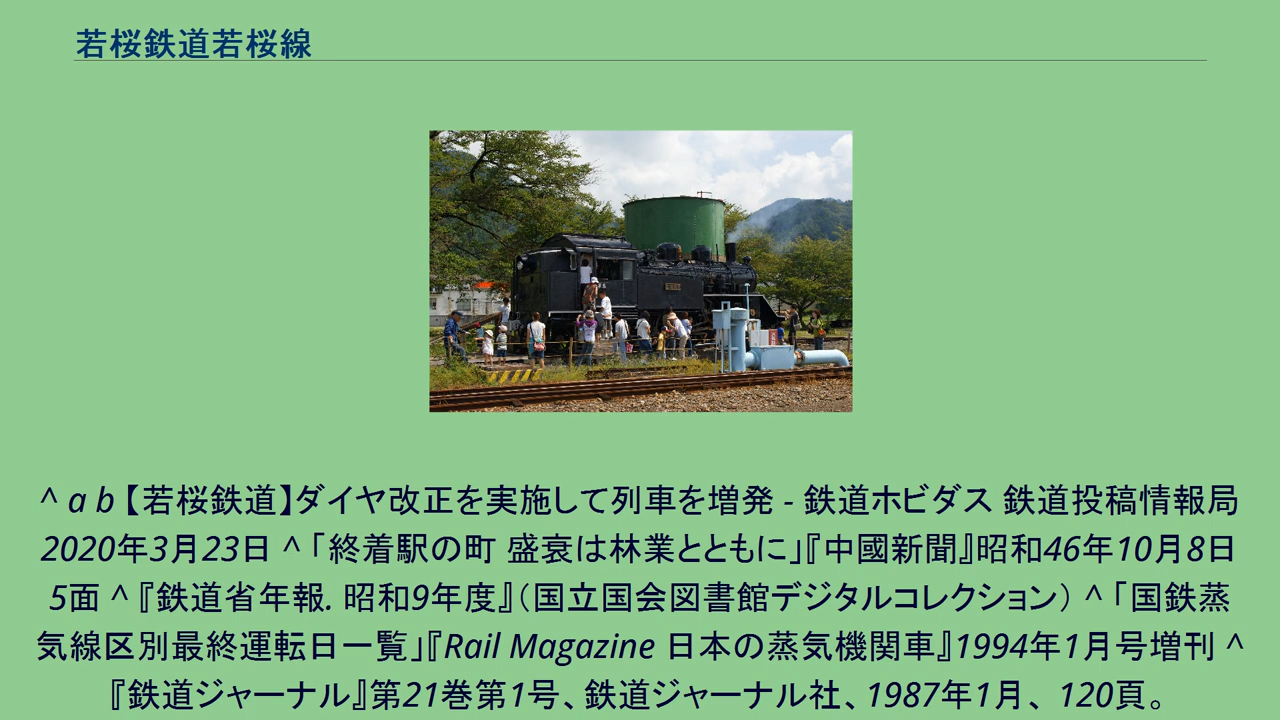 若桜鉄道若桜線
^ a b 【若桜鉄道】ダイヤ改正を実施して列車を増発 - 鉄道ホビダス 鉄道投稿情報局
2020年3月23日 ^ 「終着駅の町 盛衰は林業とともに」『中國新聞』昭和46年10月8日
5面 ^ 『鉄道省年報. 昭和9年度』（国立国会図書館デジタルコレクション） ^ 「国鉄蒸
気線区別最終運転日一覧」『Rail Magazine 日本の蒸気機関車』1994年1月号増刊 ^
『鉄道ジャーナル』第21巻第1号、鉄道ジャーナル社、1987年1月、 120頁。